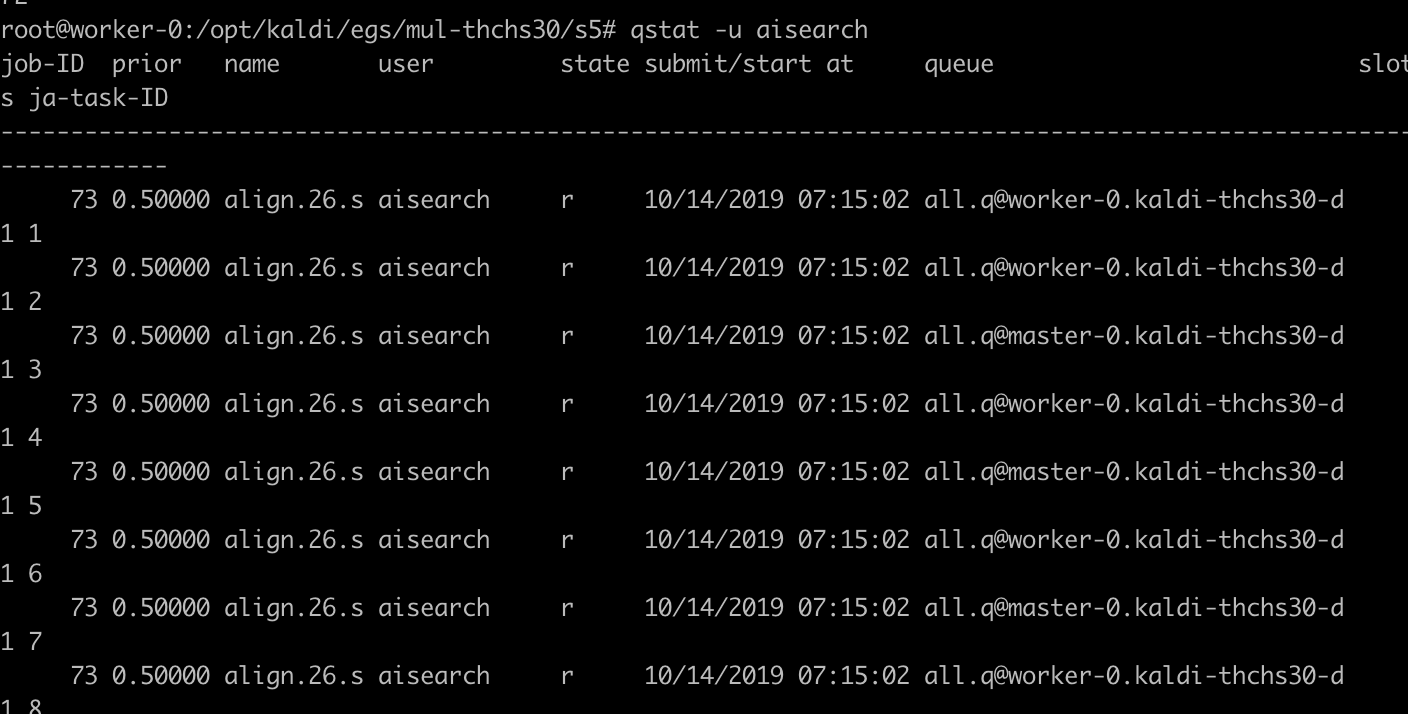 root@worker-0:/opt/kaldi/egs/mul-thchs30/s5# qstat -u aisearch
job-ID  prior   name       user         state submit/start at     queue                          slot
s ja-task-ID
-----------------------------------------------------------------------------------------------------
------------
     73 0.50000 align.26.s aisearch     r     10/14/2019 07:15:02 all.q@worker-0.kaldi-thchs30-d
1 1
     73 0.50000 align.26.s aisearch     r     10/14/2019 07:15:02 all.q@worker-0.kaldi-thchs30-d
1 2
     73 0.50000 align.26.s aisearch     r     10/14/2019 07:15:02 all.q@master-0.kaldi-thchs30-d
1 3
     73 0.50000 align.26.s aisearch     r     10/14/2019 07:15:02 all.q@worker-0.kaldi-thchs30-d
1 4
     73 0.50000 align.26.s aisearch     r     10/14/2019 07:15:02 all.q@master-0.kaldi-thchs30-d
1 5
     73 0.50000 align.26.s aisearch     r     10/14/2019 07:15:02 all.q@worker-0.kaldi-thchs30-d
1 6
     73 0.50000 align.26.s aisearch     r     10/14/2019 07:15:02 all.q@master-0.kaldi-thchs30-d
1 7
     73 0.50000 align.26.s aisearch     r     10/14/2019 07:15:02 all.q@worker-0.kaldi-thchs30-d
1 8